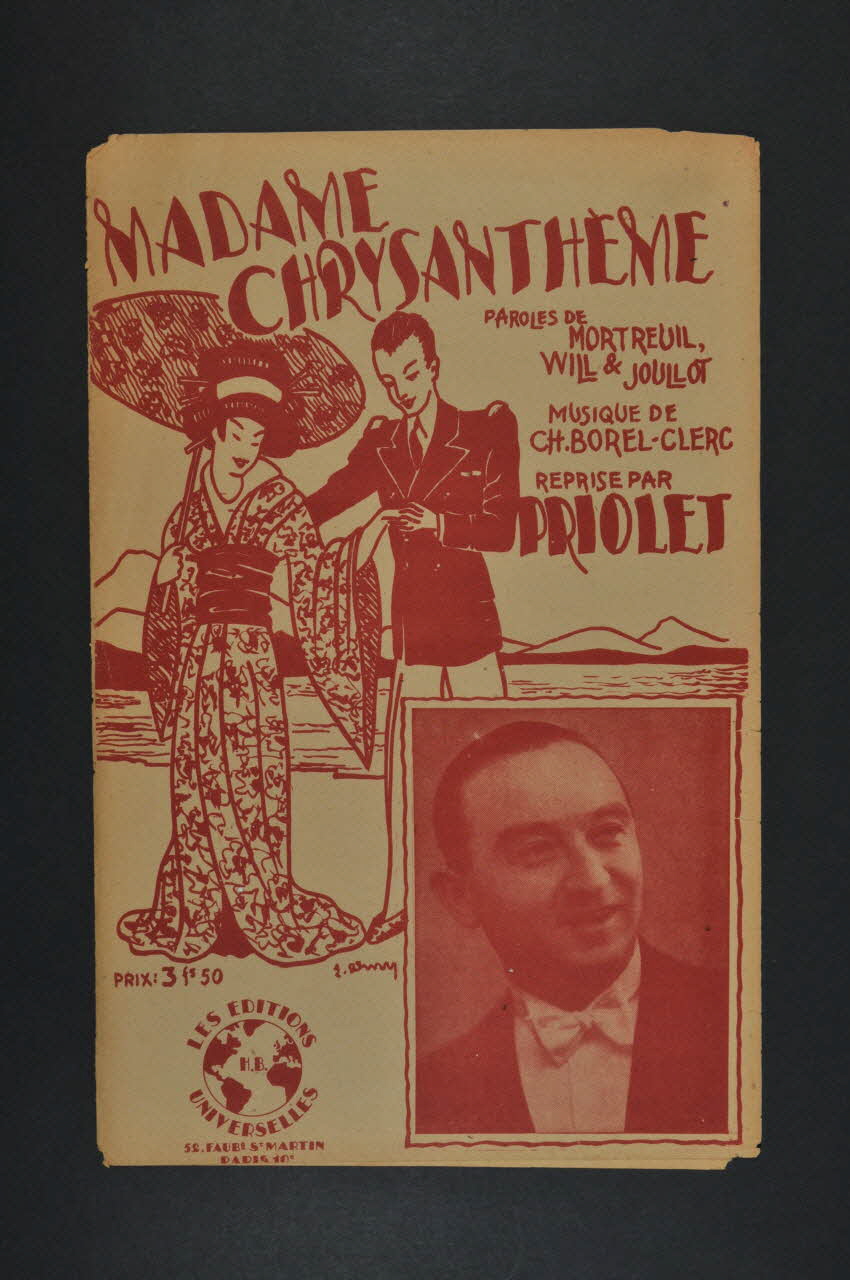 MADAME
CHRYSANTHÈME
PAROLES DE
MORTREUIL,
WILL & JOULLOT
MUSIQUE DE
CH. BOREL-CLERC
REPRISE PAR
PRIOLET
PRIX: 3 fs 50
LES EDITIONS
H.B.
UNIVERSELLES
52. FAUBG ST MARTIN
PARIS 10e